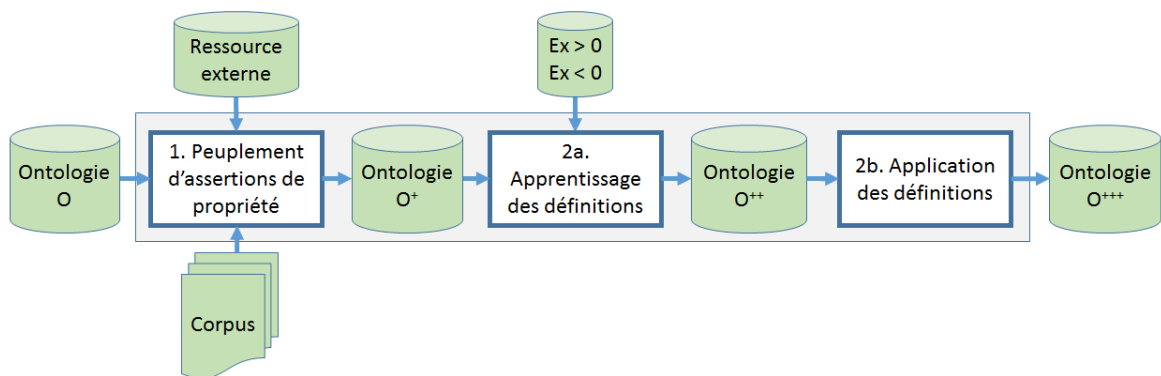 Ressource
externe
Ex > 0
Ex < 0
Ontologie
O
1. Peuplement
d'assertions de
propriété
Ontologie
O⁺
2a.
Apprentissage
des définitions
Ontologie
O⁺⁺
2b. Application
des définitions
Ontologie
O⁺⁺⁺
Corpus